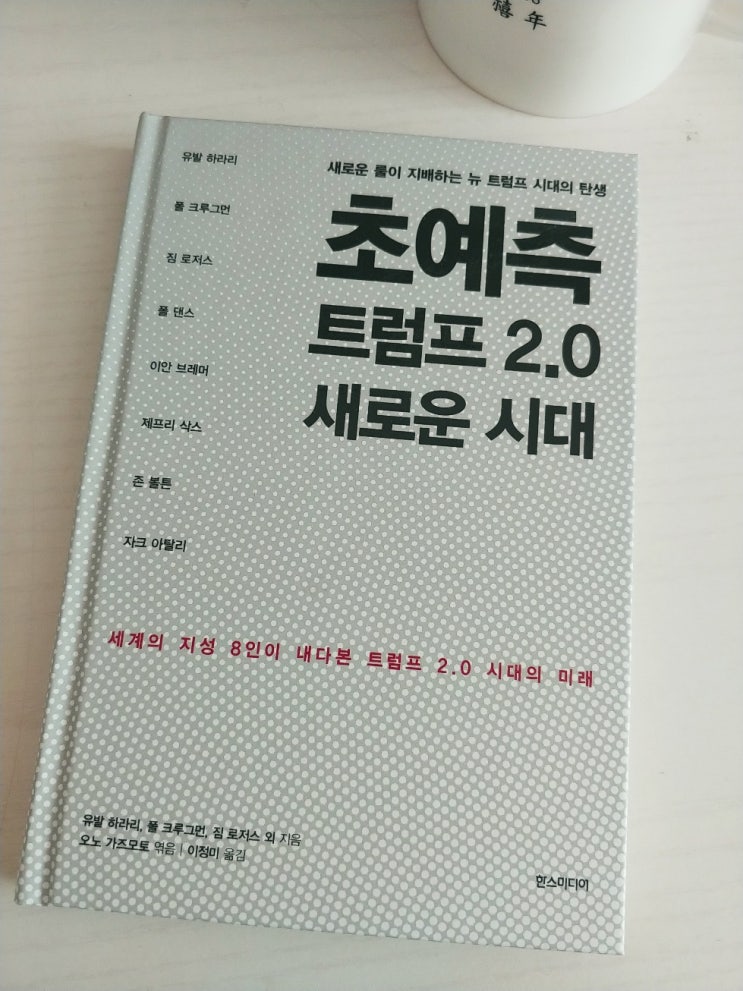 禧年
유발 하라리
폴 크루그먼
짐 로저스
폴 댄스
이안 브레머
제프리 삭스
존 볼튼
자크 아탈리
새로운 룰이 지배하는 뉴 트럼프 시대의 탄생
초예측
트럼프 2.0
새로운 시대
세계의 지성 8인이 내다본 트럼프 2.0 시대의 미래
유발 하라리, 폴 크루그먼, 짐 로저스 외 지음
오노 가즈모토 엮음 | 이정미 옮김
한스미디어